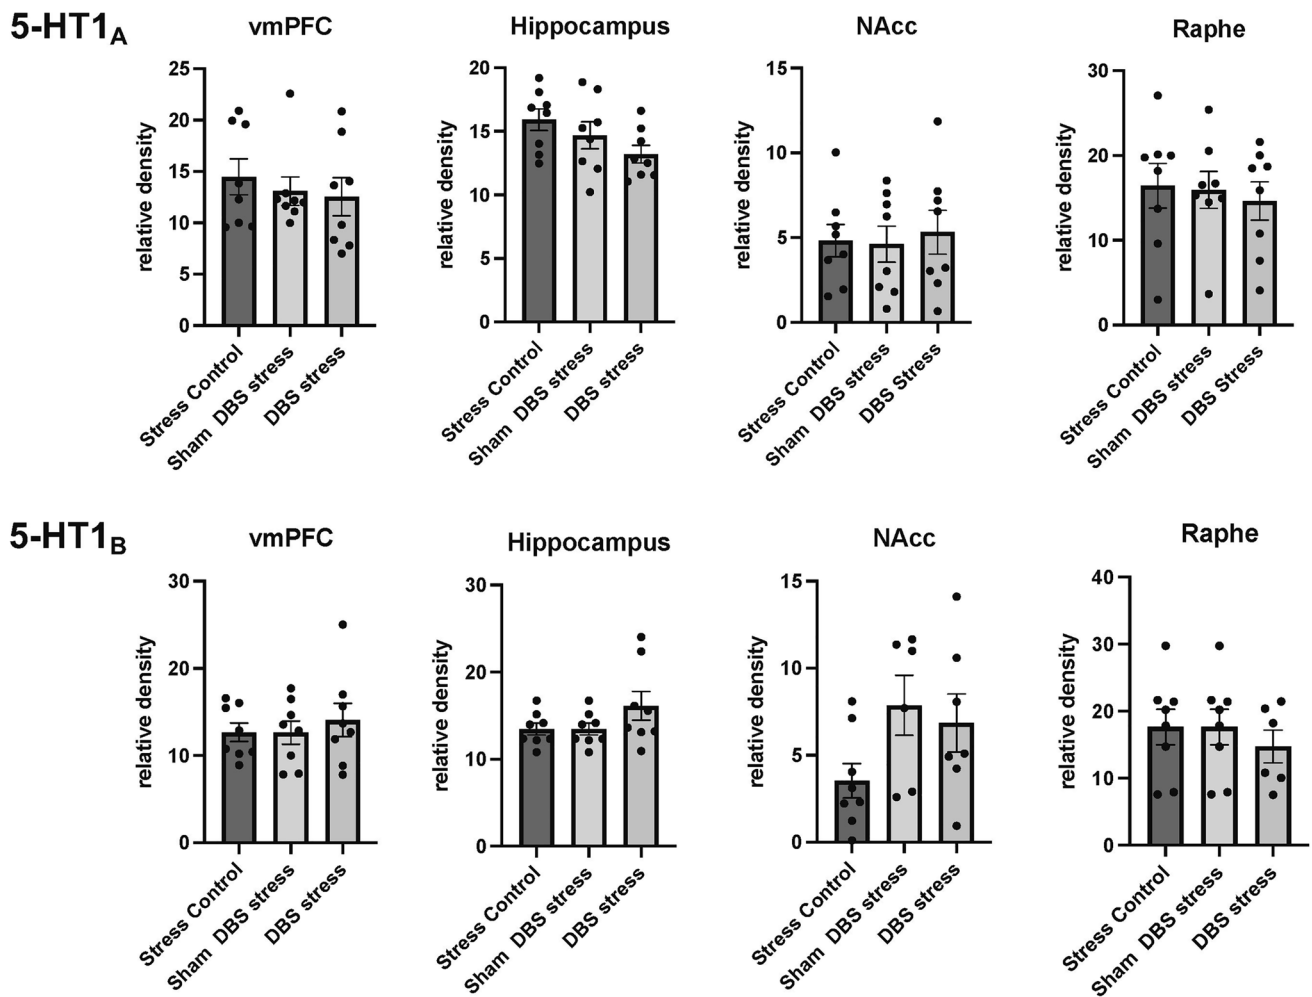 5-HT1A
vmPFC
Hippocampus
NAcc
Raphe
relative density
25
20
15
10
5
0
Stress Control
Sham DBS stress
DBS stress
relative density
20
15
10
5
0
Stress Control
Sham DBS stress
DBS stress
relative density
15
10
5
0
Stress Control
Sham DBS stress
DBS Stress
relative density
30
20
10
0
Stress Control
Sham DBS stress
DBS Stress
5-HT1B
vmPFC
Hippocampus
NAcc
Raphe
relative density
30
20
10
0
Stress Control
Sham DBS stress
DBS stress
relative density
30
20
10
0
Stress Control
Sham DBS stress
DBS stress
relative density
15
10
5
0
Stress Control
Sham DBS stress
DBS stress
relative density
40
30
20
10
0
Stress Control
Sham DBS stress
DBS stress